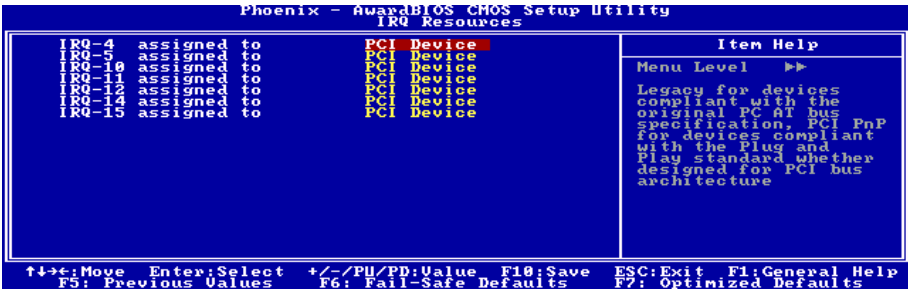 Phoenix - AwardBIOS CMOS Setup Utility
IRQ Resources
IRQ-4 assigned to PCI Device
IRQ-5 assigned to PCI Device
IRQ-10 assigned to PCI Device
IRQ-11 assigned to PCI Device
IRQ-12 assigned to PCI Device
IRQ-14 assigned to PCI Device
IRQ-15 assigned to PCI Device
Item Help
Menu Level ▶▶
Legacy for devices
compliant with the
original PC AT bus
specification, PCI PnP
for devices compliant
with the Plug and
Play standard whether
designed for PCI bus
architecture
↑↓→←:Move Enter:Select +/-/PU/PD:Value F10:Save ESC:Exit F1:General Help
F5: Previous Values F6: Fail-Safe Defaults F7: Optimized Defaults